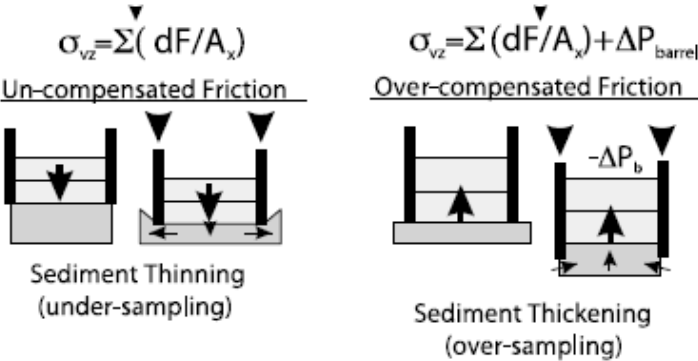 σvz=Σ( dF/Ax)
Un-compensated Friction
Sediment Thinning
(under-sampling)
σvz=Σ (dF/Ax)+ΔPbarrel
Over-compensated Friction
-ΔPb
Sediment Thickening
(over-sampling)